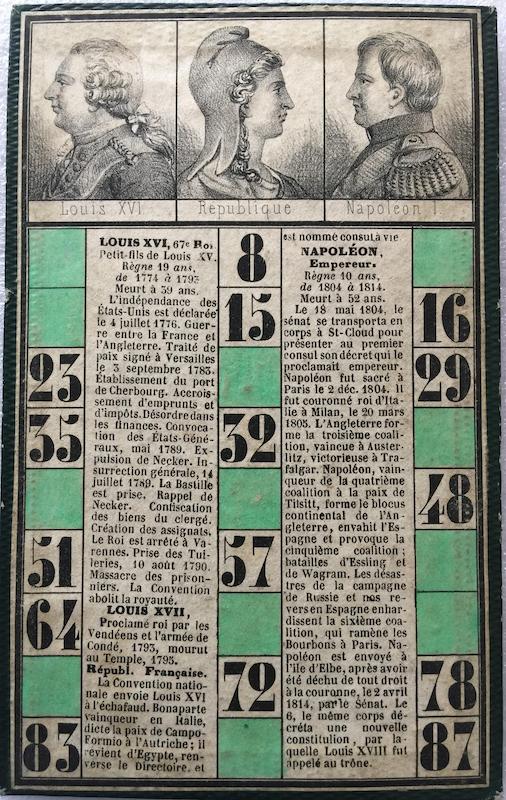 Louis XVI
République
Napoléon I.
LOUIS XVI, 67e Roi
Petit-fils de Louis XV.
Règne 19 ans,
de 1774 à 1793
Meurt à 39 ans.
L'indépendance des
États-Unis est déclarée
le 4 juillet 1776. Guer-
re entre la France et
l'Angleterre. Traité de
paix signé à Versailles
le 3 septembre 1783.
Établissement du port
de Cherbourg. Accrois-
sement d'emprunts et
d'impôts. Désordre dans
les finances. Convoca-
tion des États-Géné-
raux, mai 1789. Ex-
pulsion de Necker. In-
surrection générale, 14
juillet 1789. La Bastille
est prise. Rappel de
Necker. Confiscation
des biens du clergé.
Création des assignats.
Le Roi est arrêté à Va-
rennes. Prise des Tui-
leries, 10 août 1790.
Massacre des prison-
niers. La Convention
abolit la royauté.
LOUIS XVII,
Proclamé roi par les
Vendéens et l'armée de
Condé, 1793, mourut
au Temple, 1795.
Républ. Française.
La Convention natio-
nale envoie Louis XVI
à l'échafaud. Bonaparte
vainqueur en Italie,
dicte la paix de Campo-
Formio à l'Autriche ; il
revient d'Egypte, ren-
verse le Directoire, et
est nommé consul à vie
NAPOLÉON,
Empereur.
Règne 10 ans,
de 1804 à 1814.
Meurt à 52 ans.
Le 18 mai 1804, le
sénat se transporta en
corps à St-Cloud pour
présenter au premier
consul son décret qui le
proclamait empereur.
Napoléon fut sacré à
Paris le 2 déc. 1804. Il
fut couronné roi d'Ita-
lie à Milan, le 20 mars
1805. L'Angleterre for-
me la troisième coali-
tion, vaincue à Auster-
litz, victorieuse à Tra-
falgar. Napoléon, vain-
queur de la quatrième
coalition à la paix de
Tilsitt, forme le blocus
continental de l'An-
gleterre, envahit l'Es-
pagne et provoque la
cinquième coalition ;
batailles d'Essling et
de Wagram. Les désas-
tres de la campagne
de Russie et nos re-
vers en Espagne enhar-
dissent la sixième coa-
lition, qui ramène les
Bourbons à Paris. Na-
poléon est envoyé à
l'île d'Elbe, après avoir
été déchu de tout droit
à la couronne, le 2 avril
1814, par le Sénat. Le
6, le même corps dé-
créta une nouvelle
constitution, par la-
quelle Louis XVIII fut
appelé au trône.
8
15
16
23
29
35
32
48
51
57
64
72
78
83
87